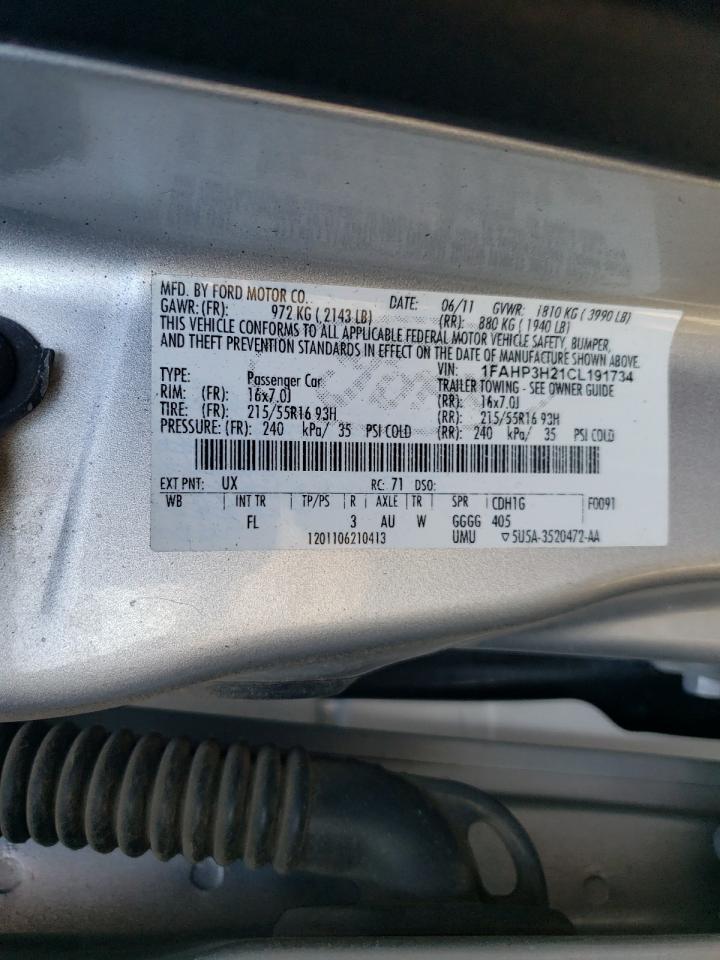 MFD. BY FORD MOTOR CO.
DATE: 06/11 GVWR: 1810 KG ( 3990 LB)
GAWR: (FR): 972 KG ( 2143 LB) (RR): 880 KG ( 1940 LB)
THIS VEHICLE CONFORMS TO ALL APPLICABLE FEDERAL MOTOR VEHICLE SAFETY, BUMPER,
AND THEFT PREVENTION STANDARDS IN EFFECT ON THE DATE OF MANUFACTURE SHOWN ABOVE.
VIN: 1FAHP3H21CL191734
TYPE: Passenger Car TRAILER TOWING - SEE OWNER GUIDE
RIM: (FR): 16x7.0J (RR): 16x7.0J
TIRE: (FR): 215/55R16 93H (RR): 215/55R16 93H
PRESSURE: (FR): 240 kPa/ 35 PSI COLD (RR): 240 kPa/ 35 PSI COLD
EXT PNT: UX RC: 71 DSO:
WB INT TR TP/PS R AXLE TR SPR CDH1G F0091
FL 3 AU W GGGG 405
1201106210413 UMU ▽5U5A-3520472-AA